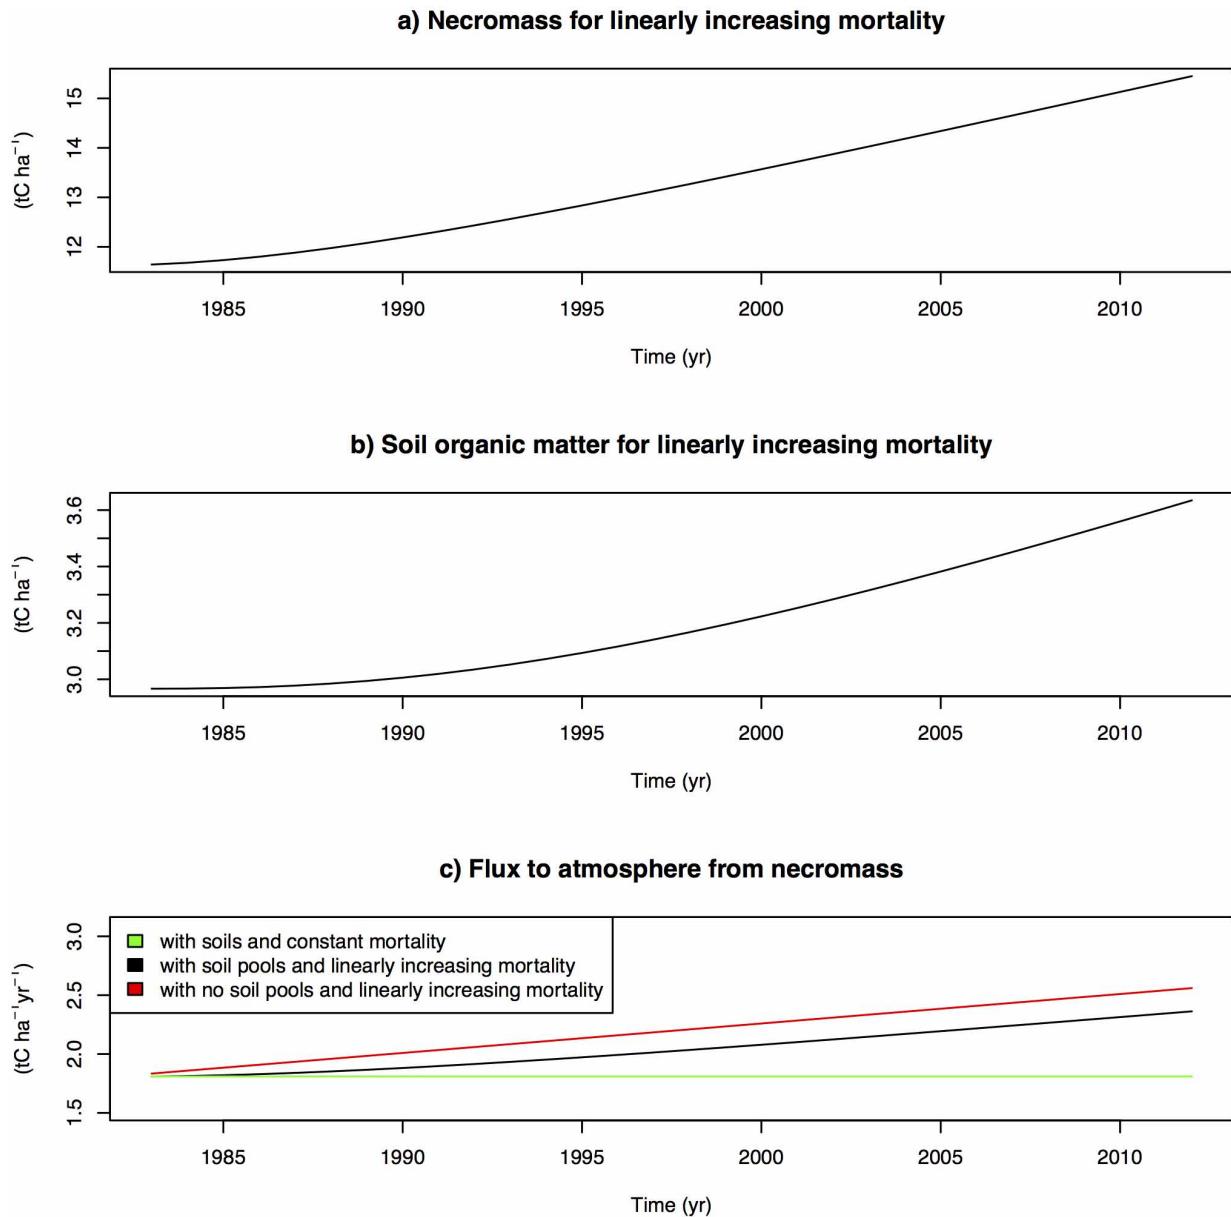 a) Necromass for linearly increasing mortality
(tC ha⁻¹)
15
14
13
12
1985 1990 1995 2000 2005 2010
Time (yr)
b) Soil organic matter for linearly increasing mortality
(tC ha⁻¹)
3.6
3.4
3.2
3.0
1985 1990 1995 2000 2005 2010
Time (yr)
c) Flux to atmosphere from necromass
(tC ha⁻¹yr⁻¹)
3.0
2.5
2.0
1.5
with soils and constant mortality
with soil pools and linearly increasing mortality
with no soil pools and linearly increasing mortality
1985 1990 1995 2000 2005 2010
Time (yr)